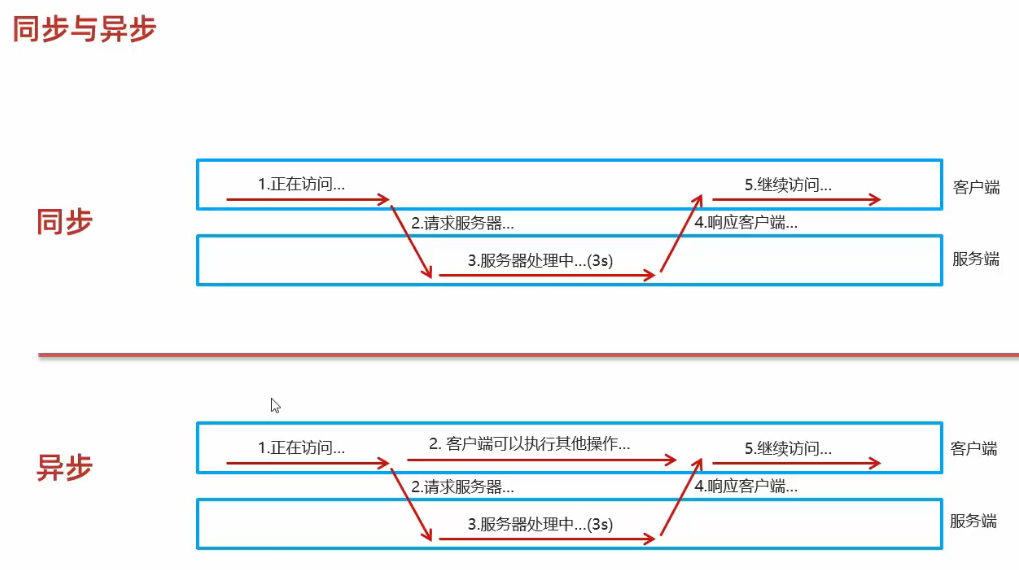 同步与异步
1.正在访问...
5.继续访问...
客户端
同步
2.请求服务器...
4.响应客户端...
3.服务器处理中...(3s)
服务端
1.正在访问...
2. 客户端可以执行其他操作...
5.继续访问...
客户端
异步
2.请求服务器...
4.响应客户端...
3.服务器处理中...(3s)
服务端